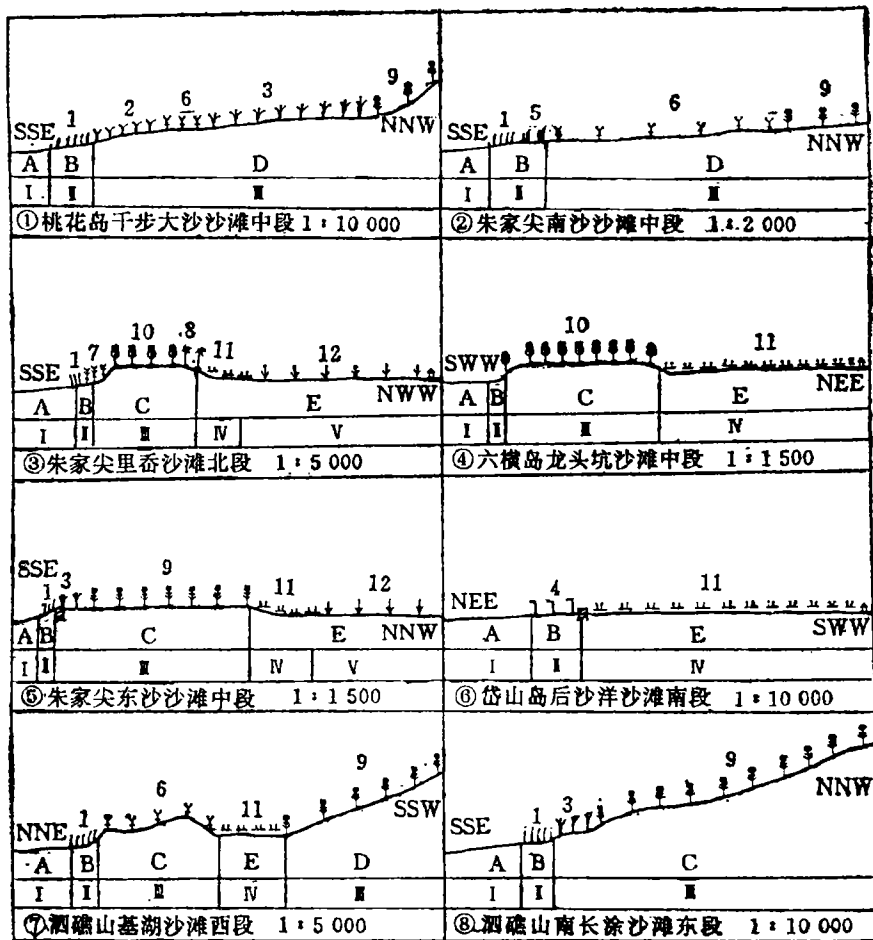 1 2 6 3 9
SSE NNW
A B D
Ⅰ Ⅱ Ⅲ
①桃花岛千步大沙沙滩中段 1:10 000
1 5 6 9
SSE NNW
A B D
Ⅰ Ⅱ Ⅲ
②朱家尖南沙沙滩中段 1:2 000
1 7 10 8 11 12
SSE NWW
A B C E
Ⅰ Ⅱ Ⅲ Ⅳ Ⅴ
③朱家尖里岙沙滩北段 1:5 000
10 11
SWW NEE
A B C E
Ⅰ Ⅱ Ⅲ Ⅳ
④六横岛龙头坑沙滩中段 1:1 500
1 3 9 11 12
SSE NNW
A B C E
Ⅰ Ⅱ Ⅲ Ⅳ Ⅴ
⑤朱家尖东沙沙滩中段 1:1 500
4 11
NEE SWW
A B E
Ⅰ Ⅱ Ⅳ
⑥岱山岛后沙洋沙滩南段 1:10 000
1 6 11 9
NNE SSW
A B C E D
Ⅰ Ⅱ Ⅲ Ⅳ Ⅲ
⑦泗礁山基湖沙滩西段 1:5 000
1 3 9
SSE NNW
A B C
Ⅰ Ⅱ Ⅲ
⑧泗礁山南长涂沙滩东段 1:10 000